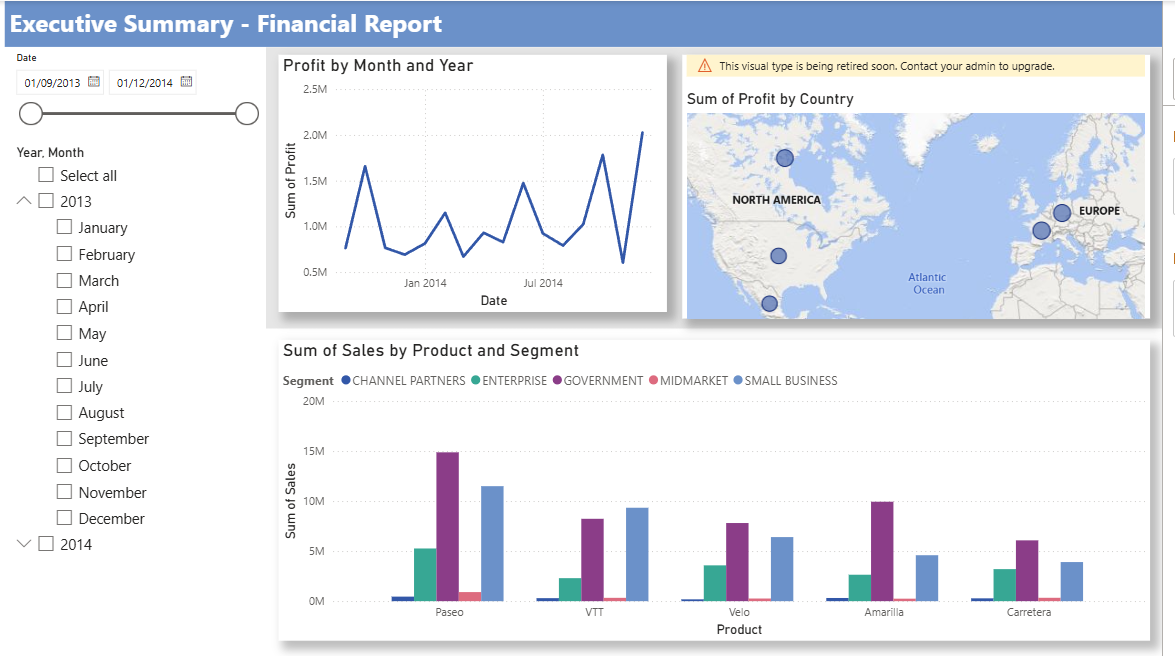 Executive Summary - Financial Report
Date
01/09/2013
01/12/2014
Year, Month
Select all
2013
January
February
March
April
May
June
July
August
September
October
November
December
2014
Profit by Month and Year
Sum of Profit
2.5M
2.0M
1.5M
1.0M
0.5M
Jan 2014
Jul 2014
Date
This visual type is being retired soon. Contact your admin to upgrade.
Sum of Profit by Country
NORTH AMERICA
EUROPE
Atlantic
Ocean
Sum of Sales by Product and Segment
Segment CHANNEL PARTNERS ENTERPRISE GOVERNMENT MIDMARKET SMALL BUSINESS
Sum of Sales
20M
15M
10M
5M
0M
Paseo
VTT
Velo
Amarilla
Carretera
Product